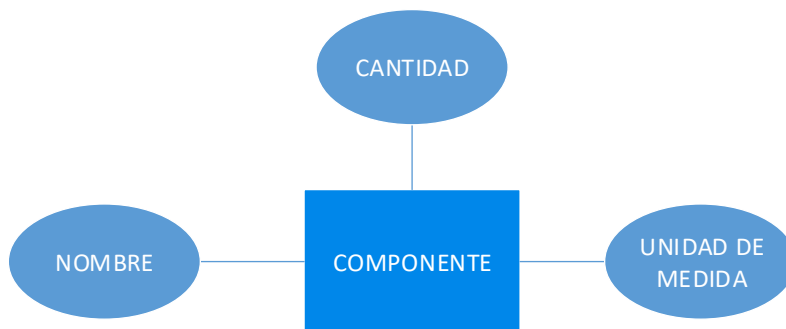 CANTIDAD
NOMBRE
COMPONENTE
UNIDAD DE
MEDIDA